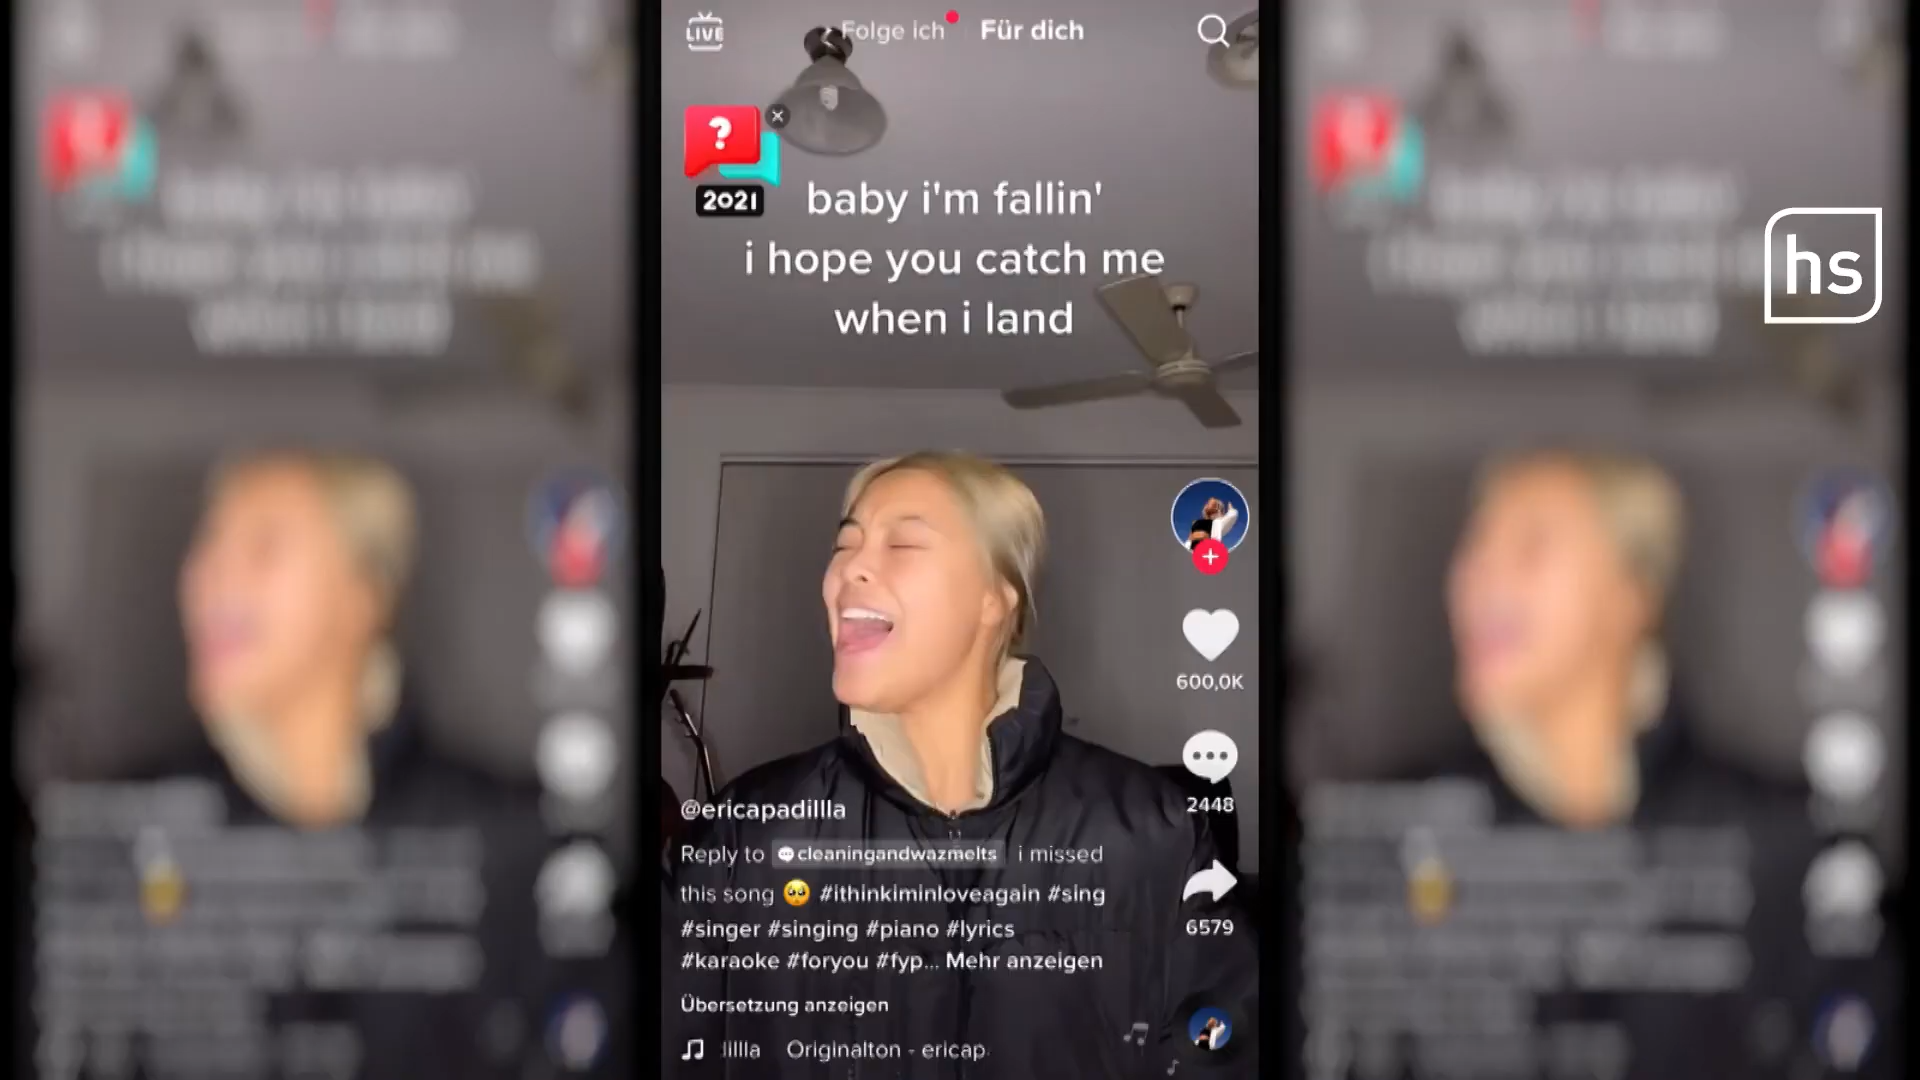 LIVE
Folge ich Für dich
?
2021
baby i'm fallin'
i hope you catch me
when i land
hs
600,0K
2448
6579
@ericapadillla
Reply to cleaningandwazmelts i missed
this song 🥺 #ithinkiminloveagain #sing
#singer #singing #piano #lyrics
#karaoke #foryou #fyp... Mehr anzeigen
Übersetzung anzeigen
lillla Originalton - ericap